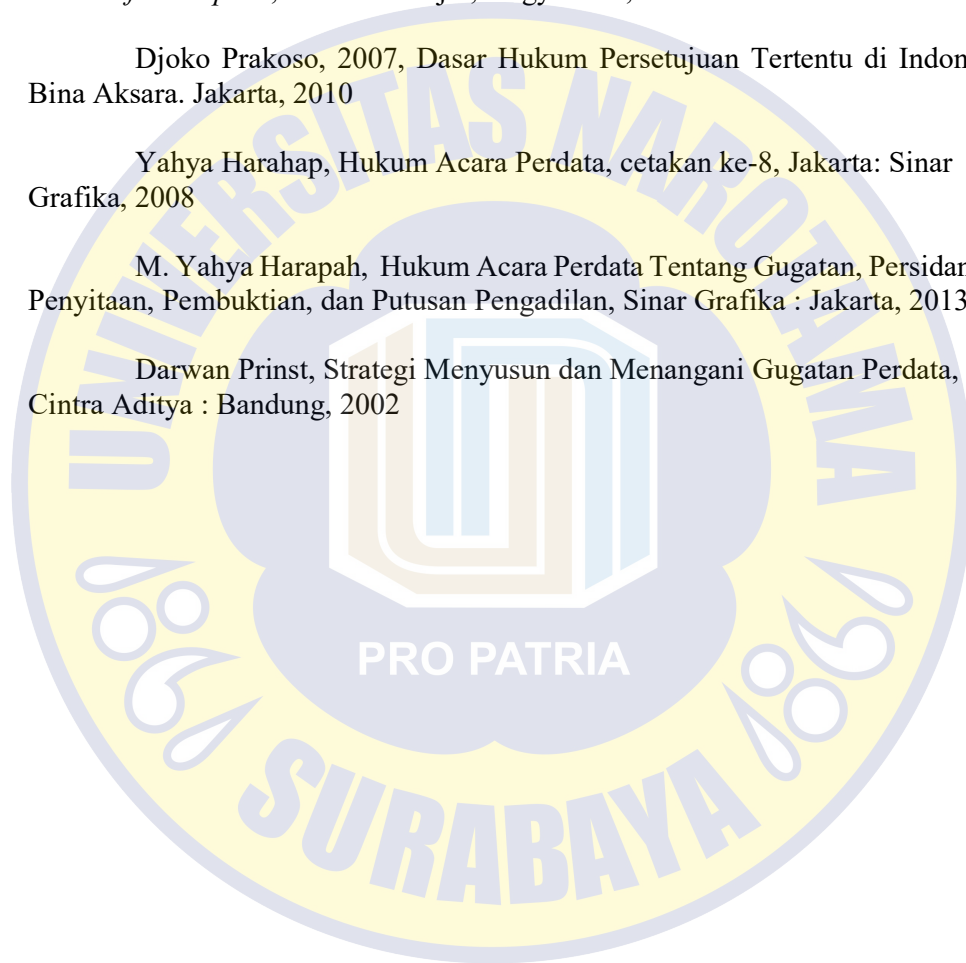 Djoko Prakoso, 2007, Dasar Hukum Persetujuan Tertentu di Indon
Bina Aksara. Jakarta, 2010
Yahya Harahap, Hukum Acara Perdata, cetakan ke-8, Jakarta: Sinar
Grafika, 2008
M. Yahya Harapah, Hukum Acara Perdata Tentang Gugatan, Persidan
Penyitaan, Pembuktian, dan Putusan Pengadilan, Sinar Grafika : Jakarta, 2013
Darwan Prinst, Strategi Menyusun dan Menangani Gugatan Perdata,
Cintra Aditya : Bandung, 2002
UNIVERSITAS NAROTAMA
PRO PATRIA
SURABAYA